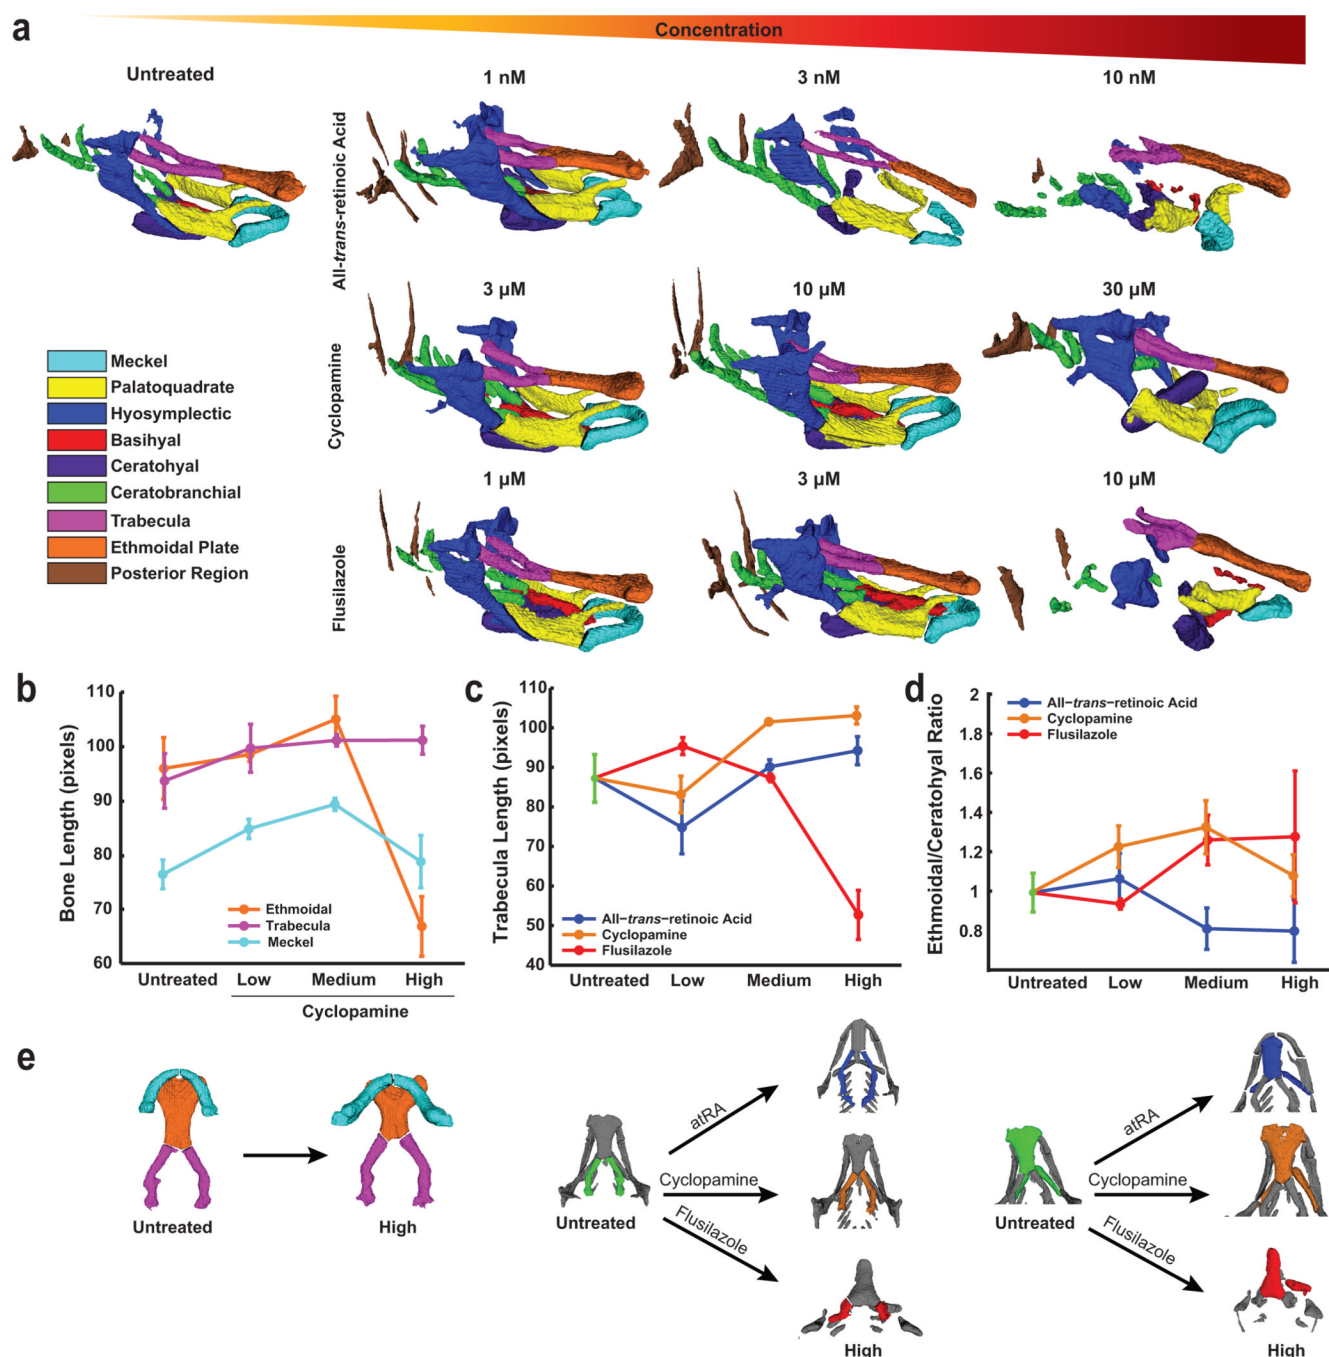 a
Concentration
Untreated
1 nM
3 nM
10 nM
All-trans-retinoic Acid
3 µM
10 µM
30 µM
Cyclopamine
1 µM
3 µM
10 µM
Flusilazole
Meckel
Palatoquadrate
Hyosymplectic
Basihyal
Ceratohyal
Ceratobranchial
Trabecula
Ethmoidal Plate
Posterior Region
b
Bone Length (pixels)
110
100
90
80
70
60
Ethmoidal
Trabecula
Meckel
Untreated Low Medium High
Cyclopamine
c
Trabecula Length (pixels)
110
100
90
80
70
60
50
40
All-trans-retinoic Acid
Cyclopamine
Flusilazole
Untreated Low Medium High
d
Ethmoidal/Ceratohyal Ratio
2
1.8
1.6
1.4
1.2
1
0.8
All-trans-retinoic Acid
Cyclopamine
Flusilazole
Untreated Low Medium High
e
Untreated
High
Untreated
atRA
Cyclopamine
Flusilazole
High
Untreated
atRA
Cyclopamine
Flusilazole
High